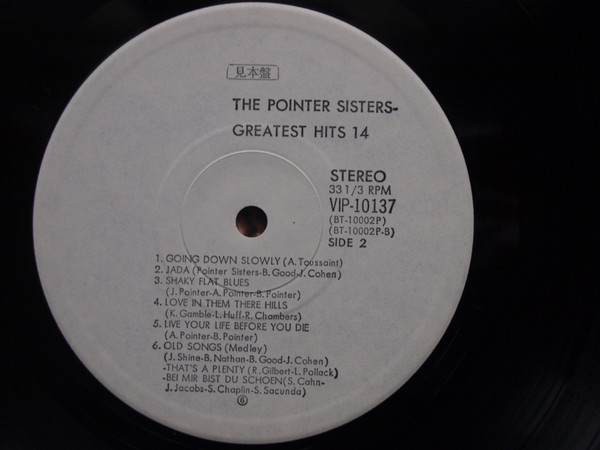 見本盤
THE POINTER SISTERS-
GREATEST HITS 14
STEREO
33 1/3 RPM
VIP-10137
(BT-10002P)
(BT-10002P-B)
SIDE 2
1. GOING DOWN SLOWLY (A. Toussaint)
2. JADA (Pointer Sisters-B. Good-J. Cohen)
3. SHAKY FLAT BLUES
(J. Pointer-A. Pointer-B. Pointer)
4. LOVE IN THEM THERE HILLS
(K. Gamble-L. Huff-R. Chambers)
5. LIVE YOUR LIFE BEFORE YOU DIE
(A. Pointer-B. Pointer)
6. OLD SONGS (Medley)
(J. Shine-B. Nathan-B. Good-J. Cohen)
-THAT'S A PLENTY (R. Gilbert-L. Pollack)
-BEI MIR BIST DU SCHOEN(S. Cahn-
J. Jacobs-S. Chaplin-S. Sacunda)
⑥